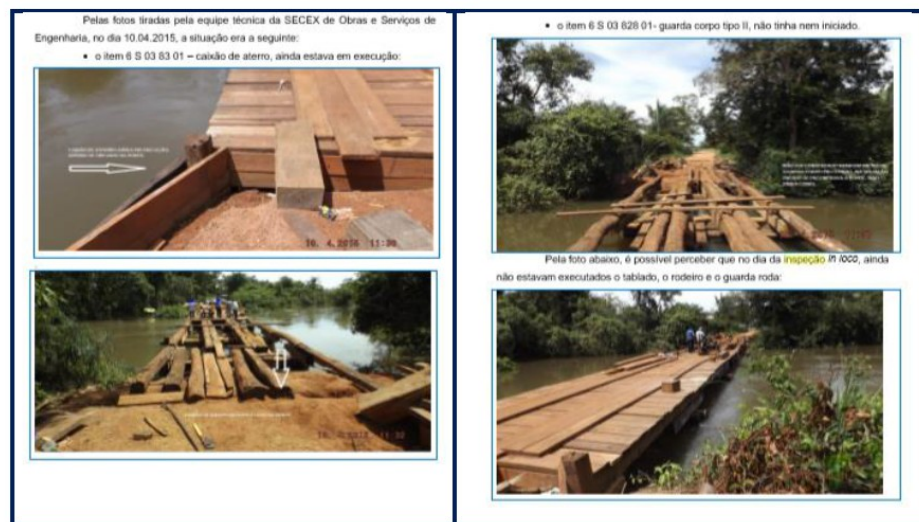 Pelas fotos tiradas pela equipe técnica da SECEX de Obras e Serviços de
Engenharia, no dia 10.04.2015, a situação era a seguinte:
• o item 6 S 03 83 01 – caixão de aterro, ainda estava em execução:
11:32
• o item 6 S 03 828 01- guarda corpo tipo II, não tinha nem iniciado.
Pela foto abaixo, é possível perceber que no dia da inspeção in loco, ainda
não estavam executados o tablado, o rodeiro e o guarda roda: